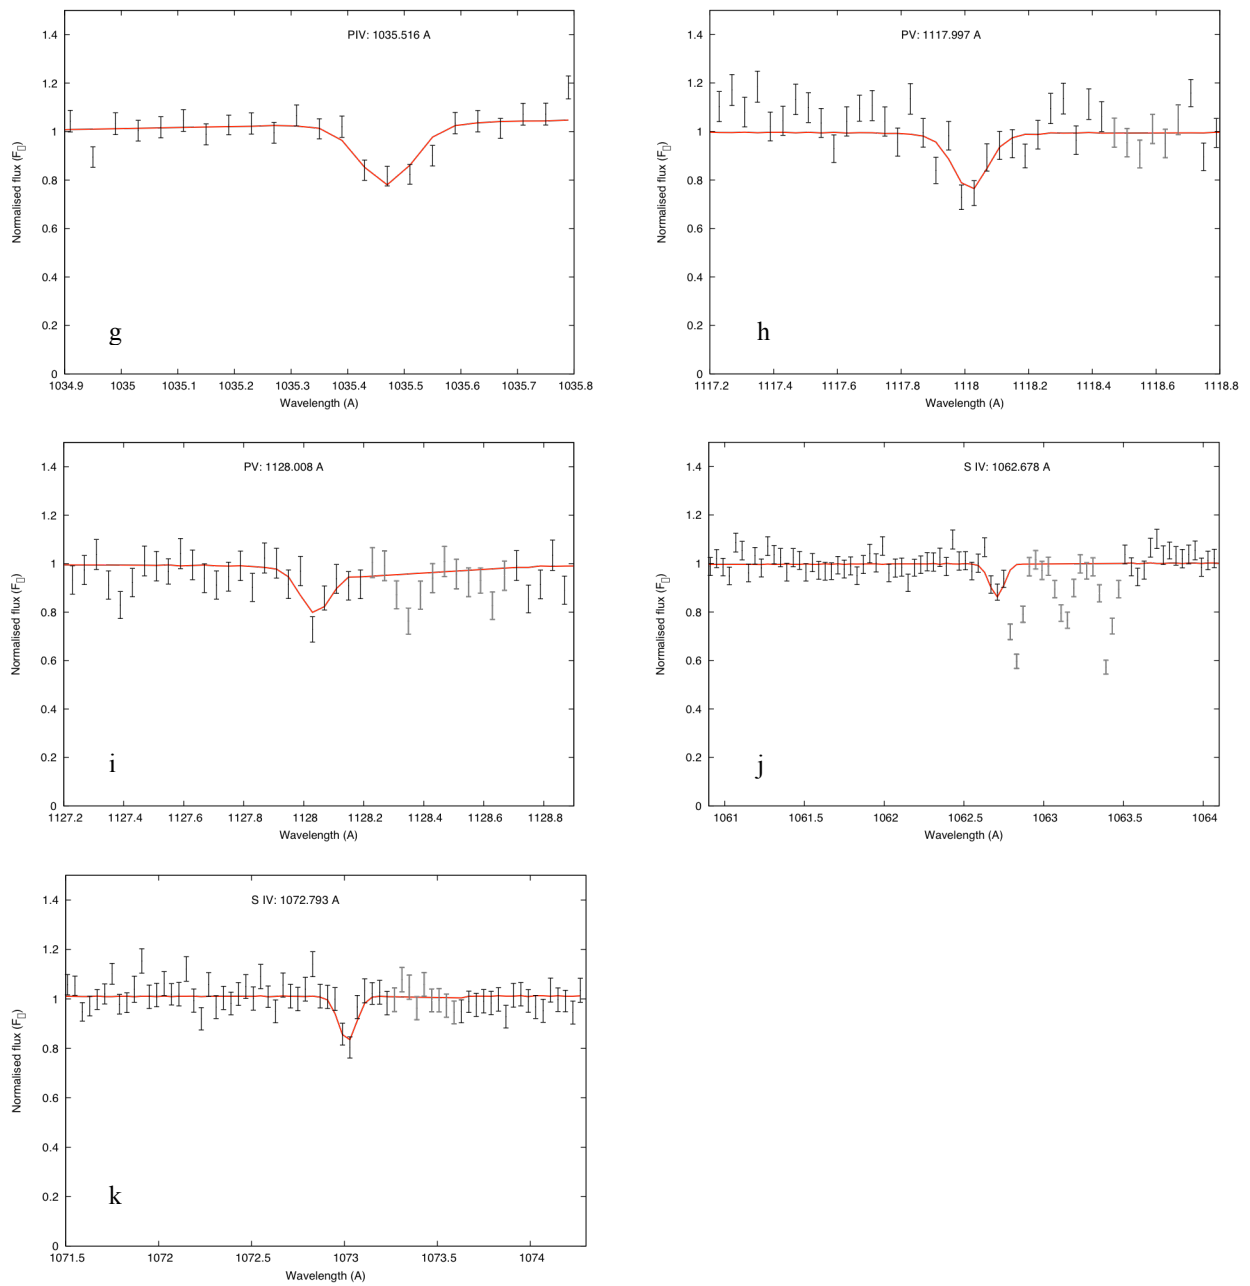 PIV: 1035.516 A
Normalised flux (F▯)
1.4
1.2
1
0.8
0.6
0.4
0.2
0
g
1034.9 1035 1035.1 1035.2 1035.3 1035.4 1035.5 1035.6 1035.7 1035.8
Wavelength (A)
PV: 1117.997 A
Normalised flux (F▯)
1.4
1.2
1
0.8
0.6
0.4
0.2
0
h
1117.2 1117.4 1117.6 1117.8 1118 1118.2 1118.4 1118.6 1118.8
Wavelength (A)
PV: 1128.008 A
Normalised flux (F▯)
1.4
1.2
1
0.8
0.6
0.4
0.2
0
i
1127.2 1127.4 1127.6 1127.8 1128 1128.2 1128.4 1128.6 1128.8
Wavelength (A)
S IV: 1062.678 A
Normalised flux (F▯)
1.4
1.2
1
0.8
0.6
0.4
0.2
0
j
1061 1061.5 1062 1062.5 1063 1063.5 1064
Wavelength (A)
S IV: 1072.793 A
Normalised flux (F▯)
1.4
1.2
1
0.8
0.6
0.4
0.2
0
k
1071.5 1072 1072.5 1073 1073.5 1074
Wavelength (A)